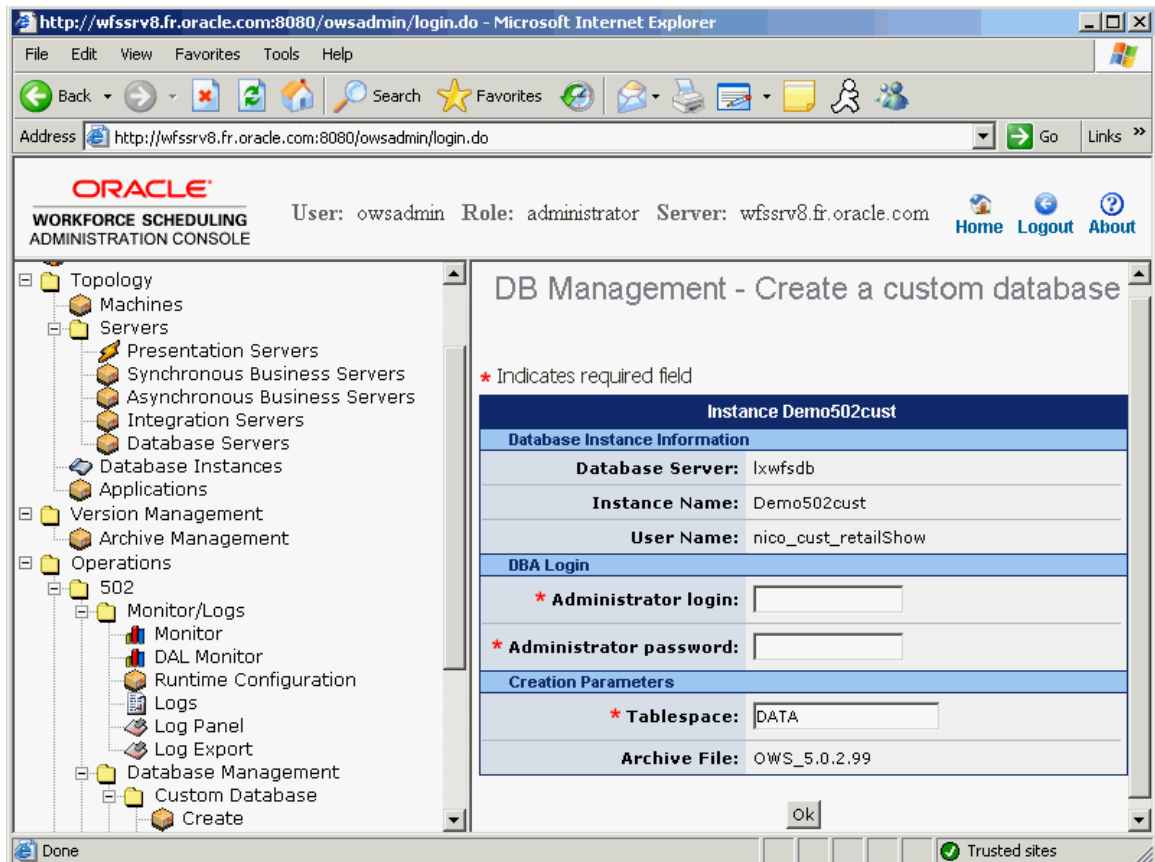 http://wfssrv8.fr.oracle.com:8080/owsadmin/login.do - Microsoft Internet Explorer
File Edit View Favorites Tools Help
Back Search Favorites
Address http://wfssrv8.fr.oracle.com:8080/owsadmin/login.do Go Links »
ORACLE
WORKFORCE SCHEDULING
ADMINISTRATION CONSOLE
User: owsadmin Role: administrator Server: wfssrv8.fr.oracle.com
Home Logout About
Topology
Machines
Servers
Presentation Servers
Synchronous Business Servers
Asynchronous Business Servers
Integration Servers
Database Servers
Database Instances
Applications
Version Management
Archive Management
Operations
502
Monitor/Logs
Monitor
DAL Monitor
Runtime Configuration
Logs
Log Panel
Log Export
Database Management
Custom Database
Create
DB Management - Create a custom database
* Indicates required field
Instance Demo502cust
Database Instance Information
Database Server: lxwfsdb
Instance Name: Demo502cust
User Name: nico_cust_retailShow
DBA Login
* Administrator login:
* Administrator password:
Creation Parameters
* Tablespace: DATA
Archive File: OWS_5.0.2.99
Ok
Done
Trusted sites